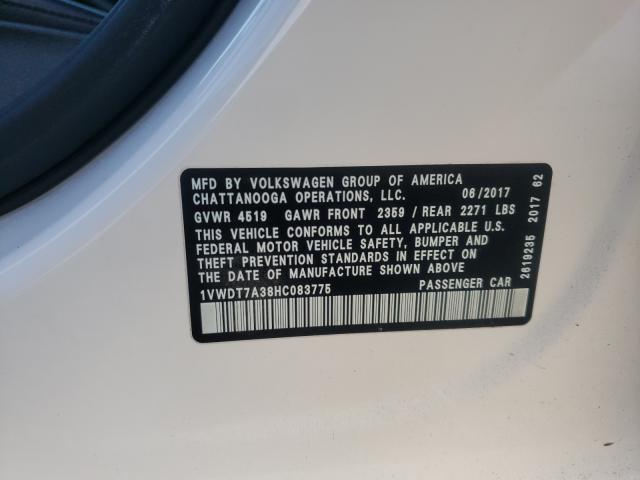 MFD BY VOLKSWAGEN GROUP OF AMERICA
CHATTANOOGA OPERATIONS, LLC. 06/2017
GVWR 4519 GAWR FRONT 2359 / REAR 2271 LBS
THIS VEHICLE CONFORMS TO ALL APPLICABLE U.S.
FEDERAL MOTOR VEHICLE SAFETY, BUMPER AND
THEFT PREVENTION STANDARDS IN EFFECT ON
THE DATE OF MANUFACTURE SHOWN ABOVE
1VWDT7A38HC083775 PASSENGER CAR
2619235 2017 62